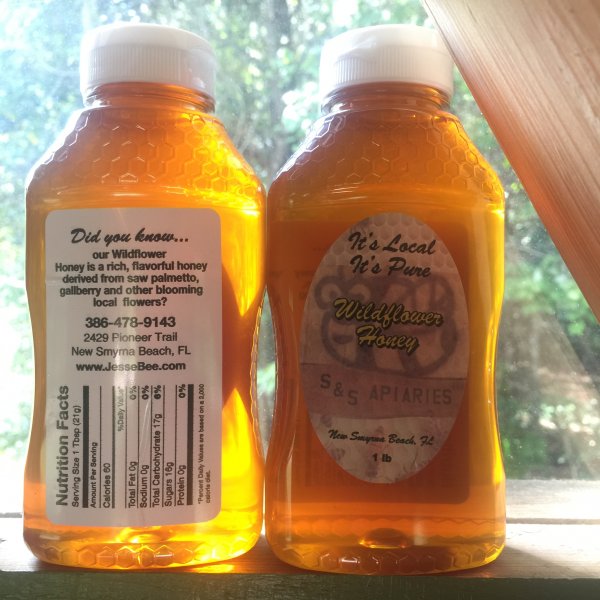 Did you know...
our Wildflower
Honey is a rich, flavorful honey
derived from saw palmetto,
gallberry and other blooming
local flowers?
386-478-9143
2429 Pioneer Trail
New Smyrna Beach, FL
www.JesseBee.com
Nutrition Facts
Serving Size 1 Tbsp (21g)
Amount Per Serving
Calories 60
%Daily Value*
Total Fat 0g 0%
Sodium 0g 0%
Total Carbohydrate 17g 6%
Sugars 16g
Protein 0g 0%
*Percent Daily Values are based on a 2,000
calorie diet.
It's Local
It's Pure
Wildflower
Honey
S & S APIARIES
New Smyrna Beach, FL
1 lb